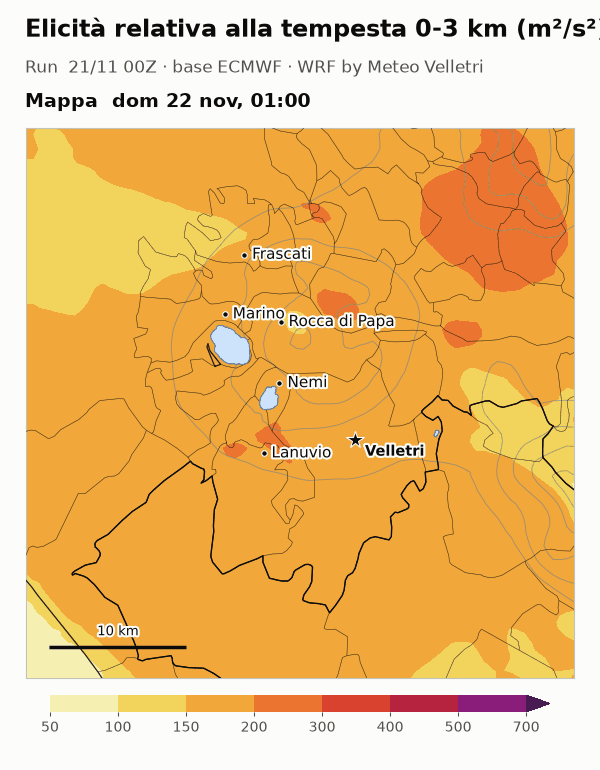 Elicità relativa alla tempesta 0-3 km (m²/s²)
Run 21/11 00Z · base ECMWF · WRF by Meteo Velletri
Mappa dom 22 nov, 01:00
Frascati
Marino
Rocca di Papa
Nemi
Velletri
Lanuvio
10 km
50 100 150 200 300 400 500 700